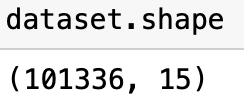 dataset.shape
(101336, 15)